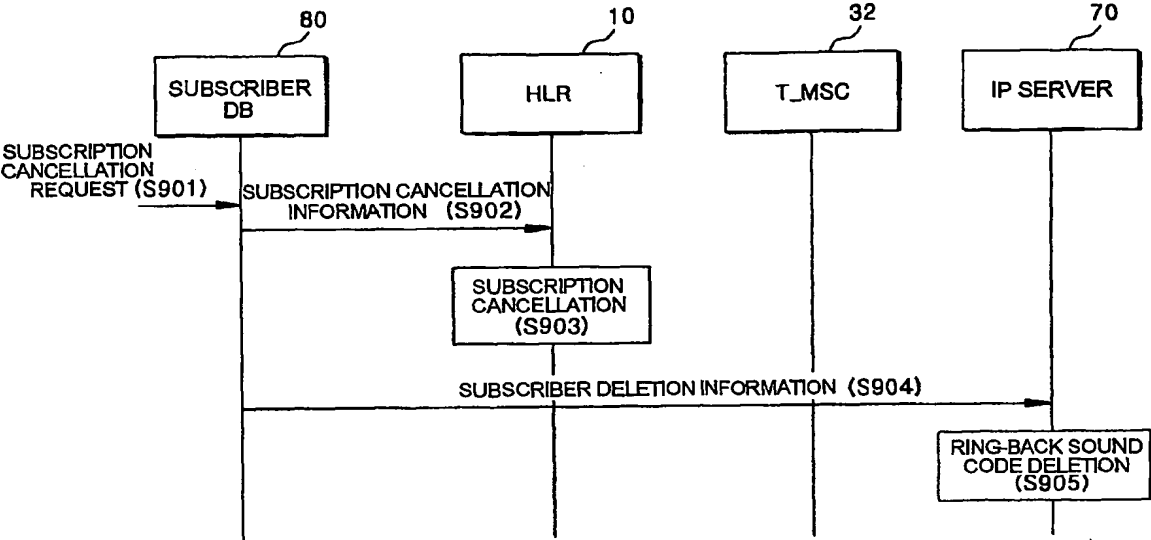 80
10
32
70
SUBSCRIBER
DB
HLR
T_MSC
IP SERVER
SUBSCRIPTION
CANCELLATION
REQUEST (S901)
SUBSCRIPTION CANCELLATION
INFORMATION (S902)
SUBSCRIPTION
CANCELLATION
(S903)
SUBSCRIBER DELETION INFORMATION (S904)
RING-BACK SOUND
CODE DELETION
(S905)